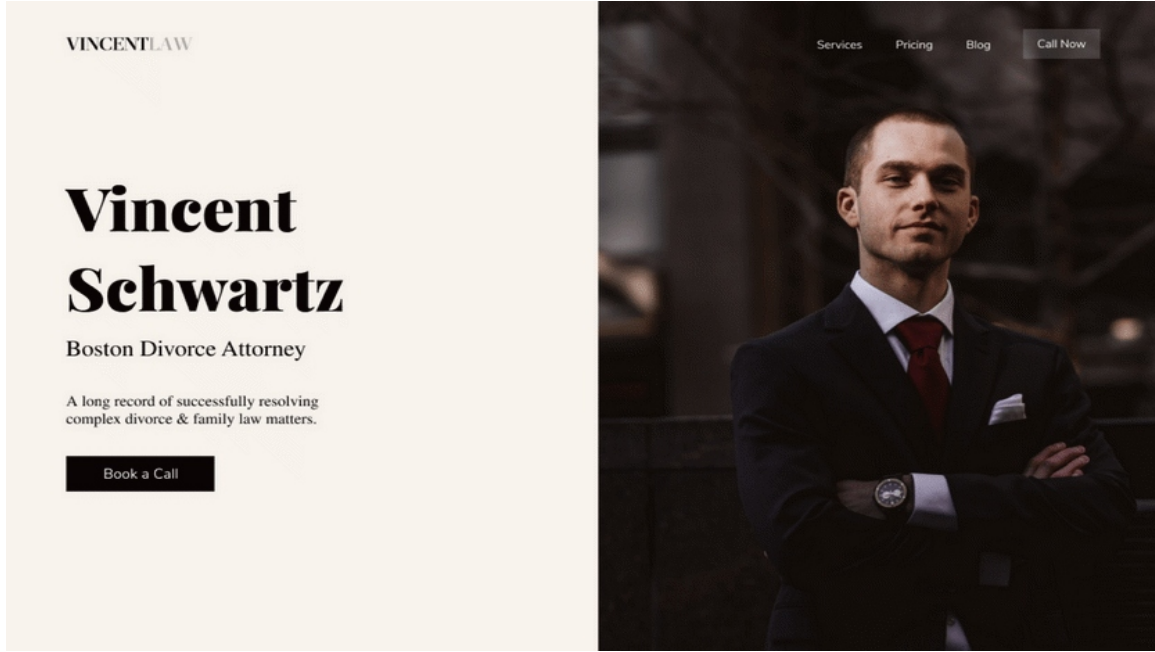 VINCENTLAW
Services Pricing Blog Call Now
Vincent
Schwartz
Boston Divorce Attorney
A long record of successfully resolving
complex divorce & family law matters.
Book a Call